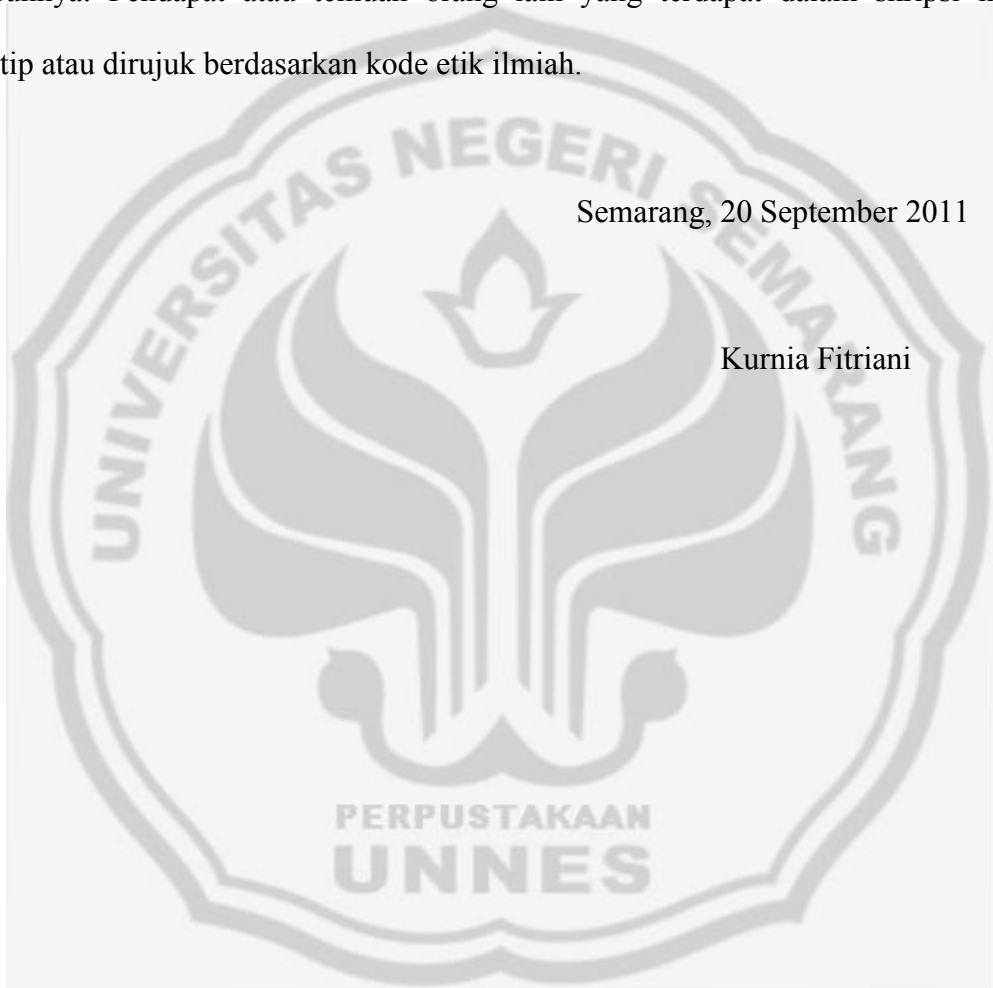 Pendapat atau temuan orang lain yang terdapat dalam skripsi
tip atau dirujuk berdasarkan kode etik ilmiah.
UNIVERSITAS NEGERI SEMARANG
Semarang, 20 September 2011
Kurnia Fitriani
PERPUSTAKAAN
UNNES